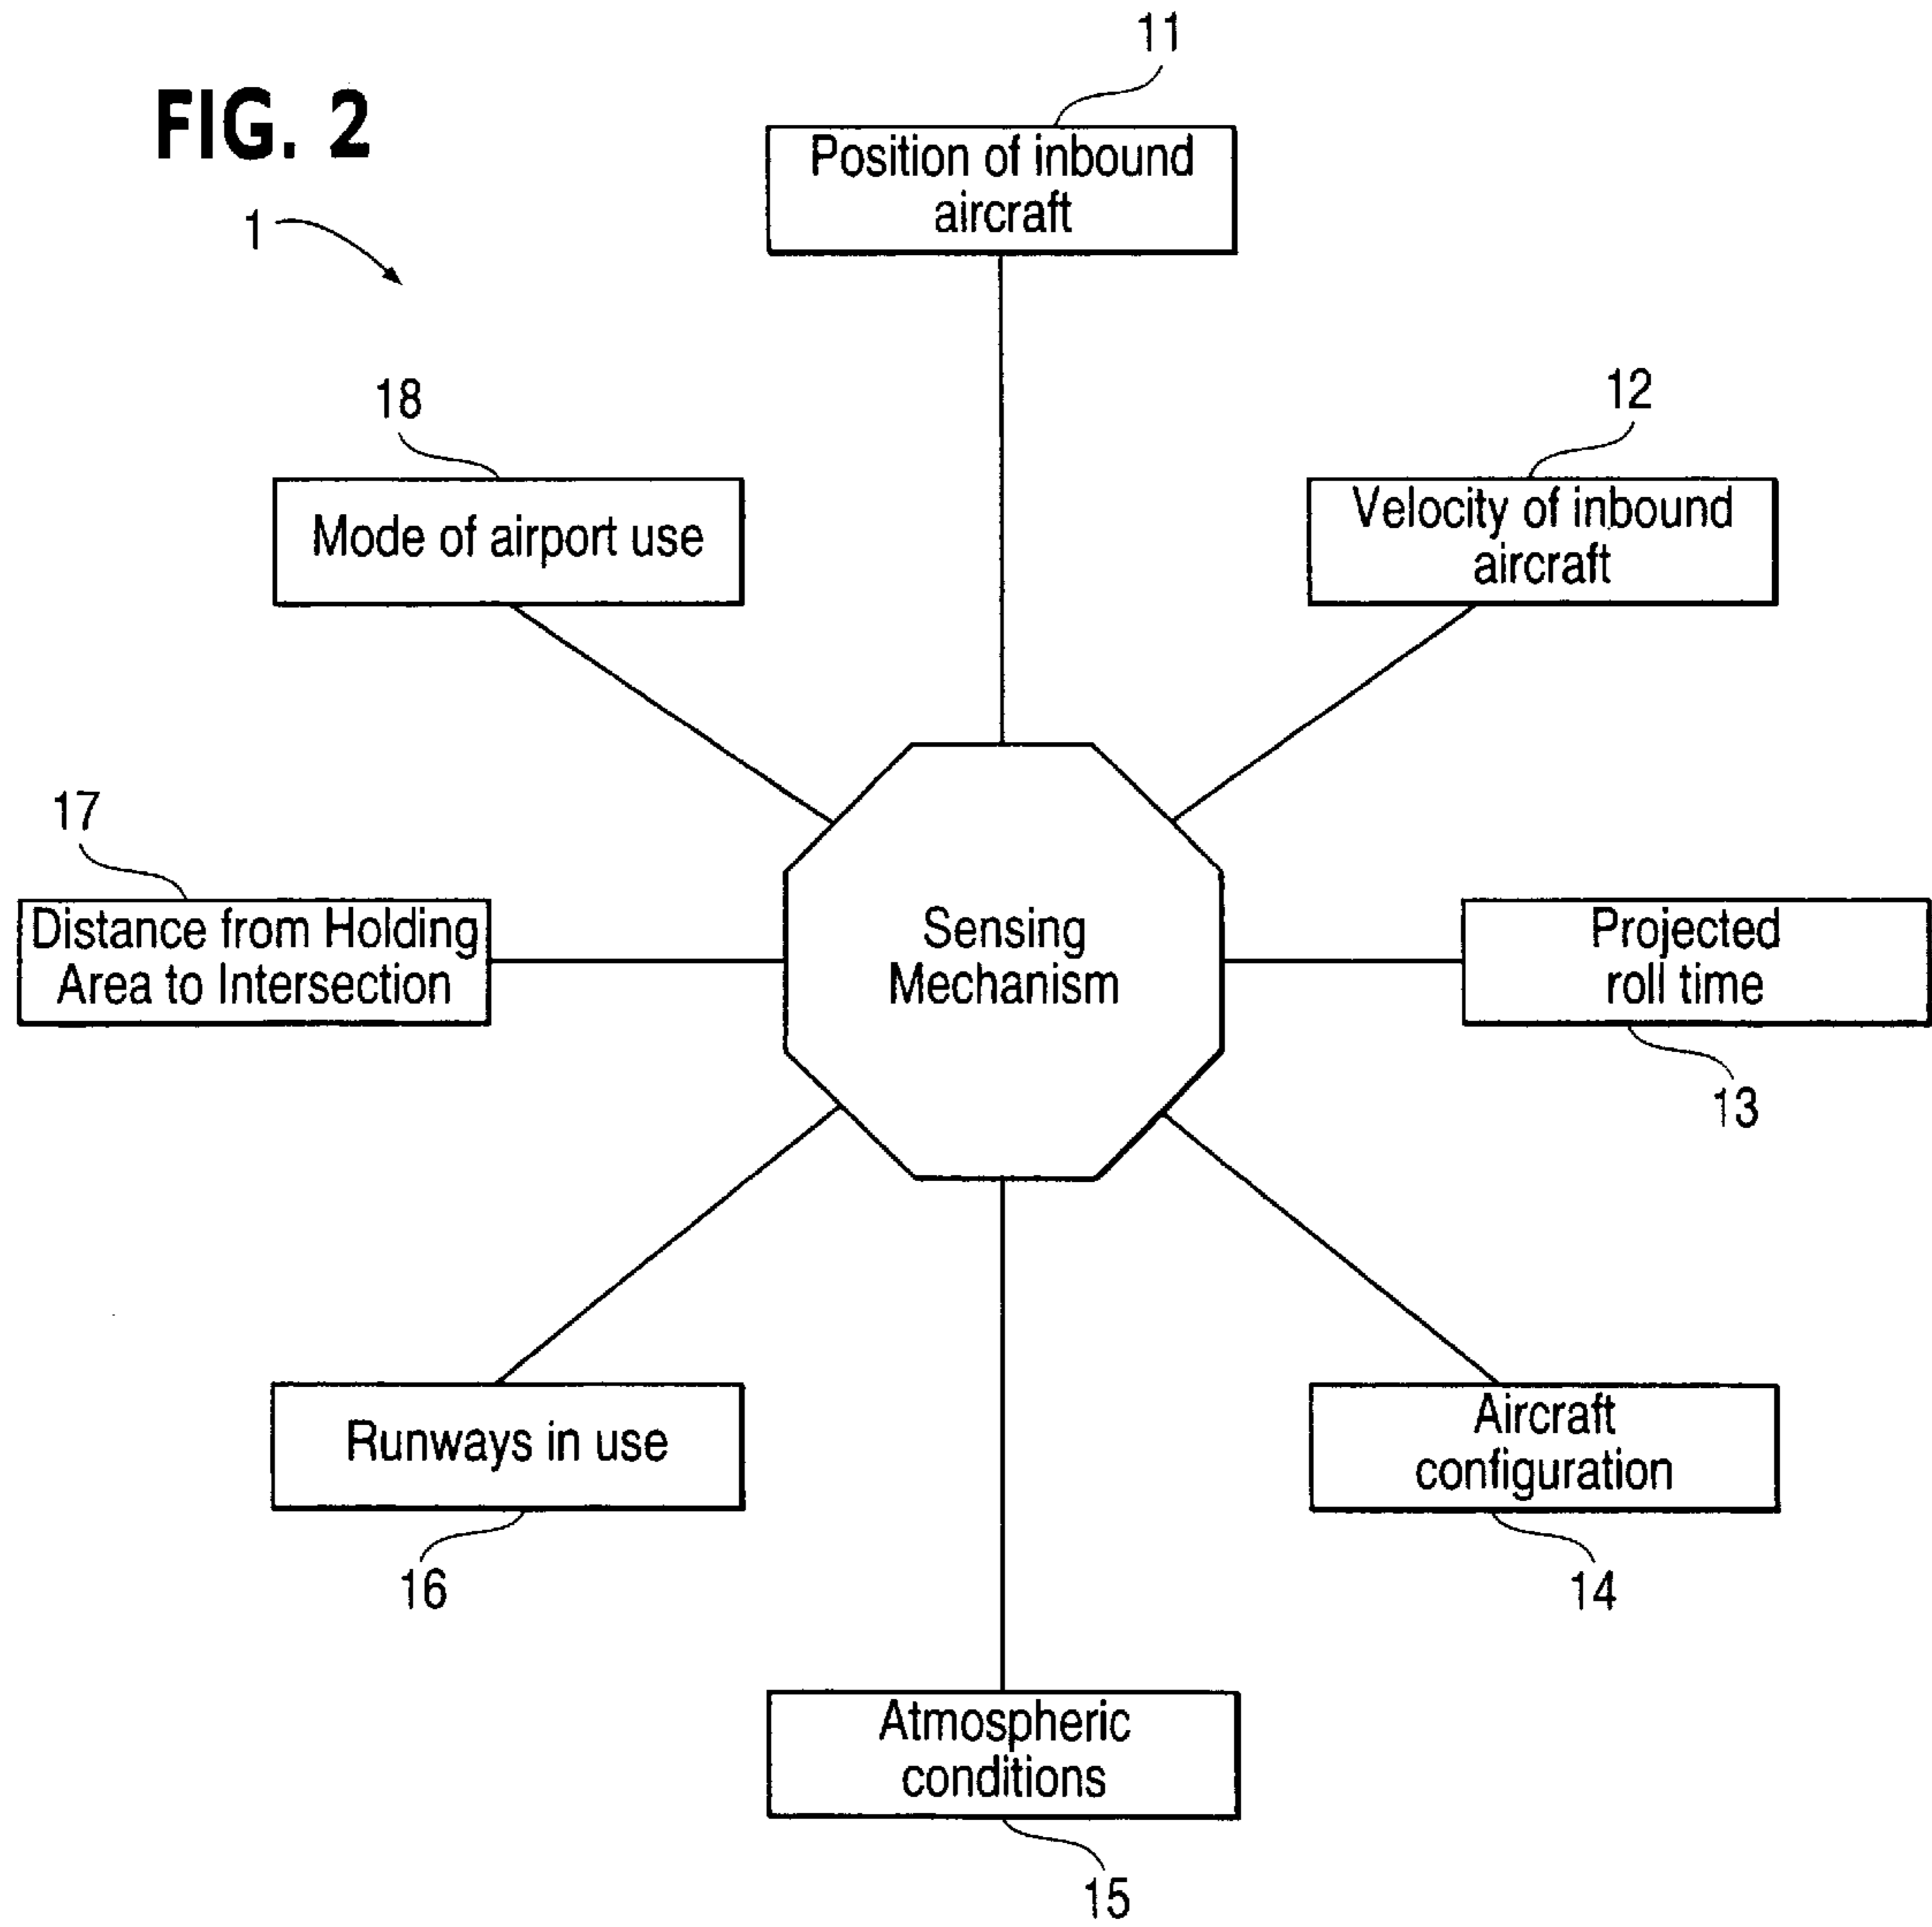 FIG. 2
1
11
Position of inbound
aircraft
18
Mode of airport use
12
Velocity of inbound
aircraft
17
Distance from Holding
Area to Intersection
Sensing
Mechanism
Projected
roll time
13
Runways in use
16
Aircraft
configuration
14
Atmospheric
conditions
15